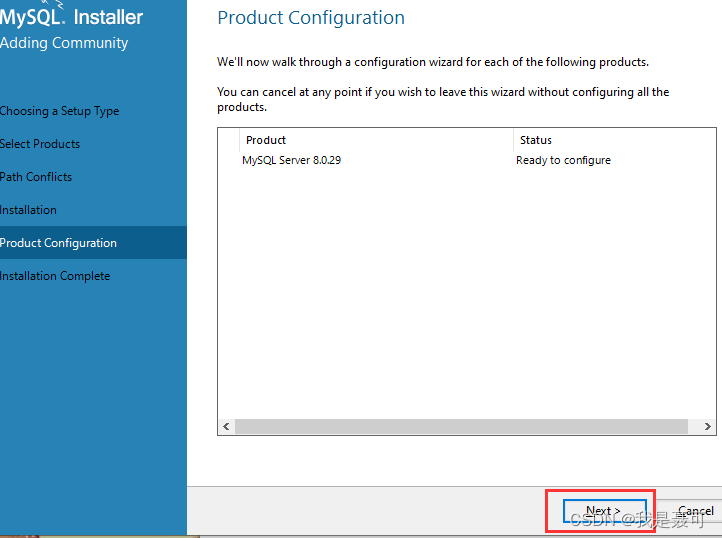 MySQL. Installer
Adding Community
Choosing a Setup Type
Select Products
Path Conflicts
Installation
Product Configuration
Installation Complete
Product Configuration
We'll now walk through a configuration wizard for each of the following products.
You can cancel at any point if you wish to leave this wizard without configuring all the
products.
Product Status
MySQL Server 8.0.29 Ready to configure
Next > Cancel
CSDN @我是聂可